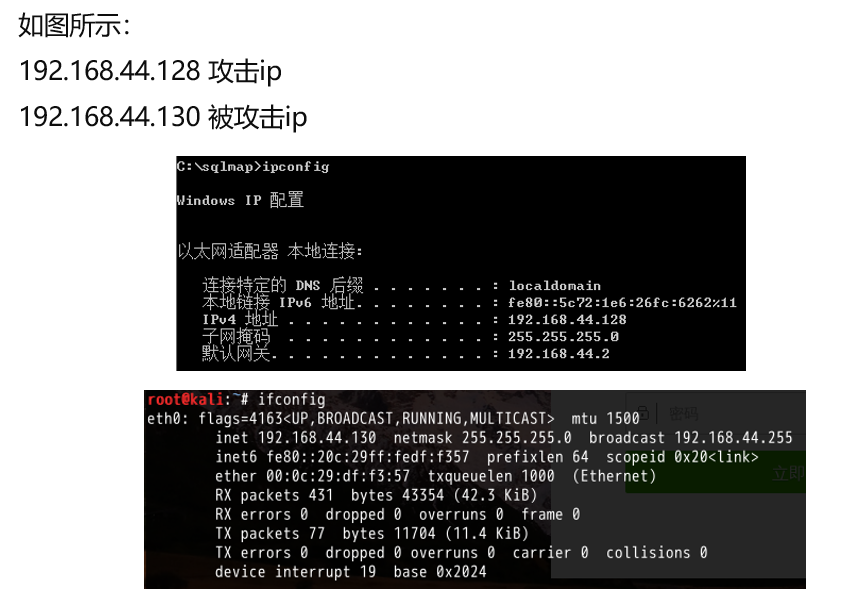 如图所示：
192.168.44.128 攻击ip
192.168.44.130 被攻击ip
C:\sqlmap>ipconfig
Windows IP 配置
以太网适配器 本地连接:
连接特定的 DNS 后缀 . . . . . . . : localdomain
本地链接 IPv6 地址. . . . . . . . : fe80::5c72:1e6:26fc:6262%11
IPv4 地址 . . . . . . . . . . . . : 192.168.44.128
子网掩码 . . . . . . . . . . . . : 255.255.255.0
默认网关. . . . . . . . . . . . . : 192.168.44.2
root@kali:~# ifconfig
eth0: flags=4163<UP,BROADCAST,RUNNING,MULTICAST> mtu 1500
密码
inet 192.168.44.130 netmask 255.255.255.0 broadcast 192.168.44.255
inet6 fe80::20c:29ff:fedf:f357 prefixlen 64 scopeid 0x20<link>
ether 00:0c:29:df:f3:57 txqueuelen 1000 (Ethernet)
立即
RX packets 431 bytes 43354 (42.3 KiB)
RX errors 0 dropped 0 overruns 0 frame 0
TX packets 77 bytes 11704 (11.4 KiB)
TX errors 0 dropped 0 overruns 0 carrier 0 collisions 0
device interrupt 19 base 0x2024